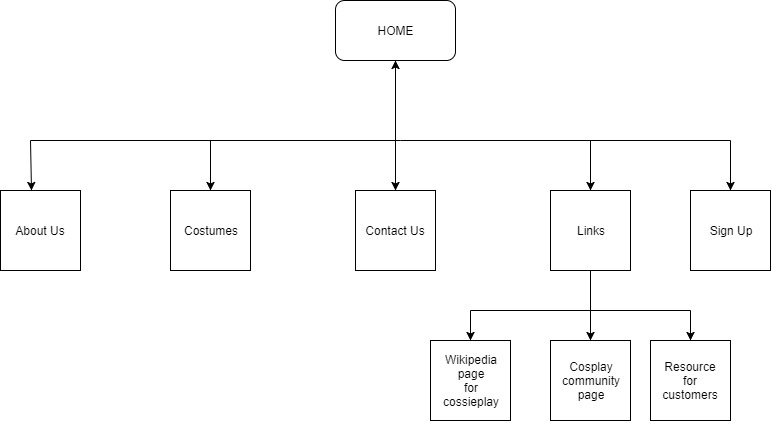 HOME
About Us
Costumes
Contact Us
Links
Sign Up
Wikipedia
page
for
cossieplay
Cosplay
community
page
Resource
for
customers